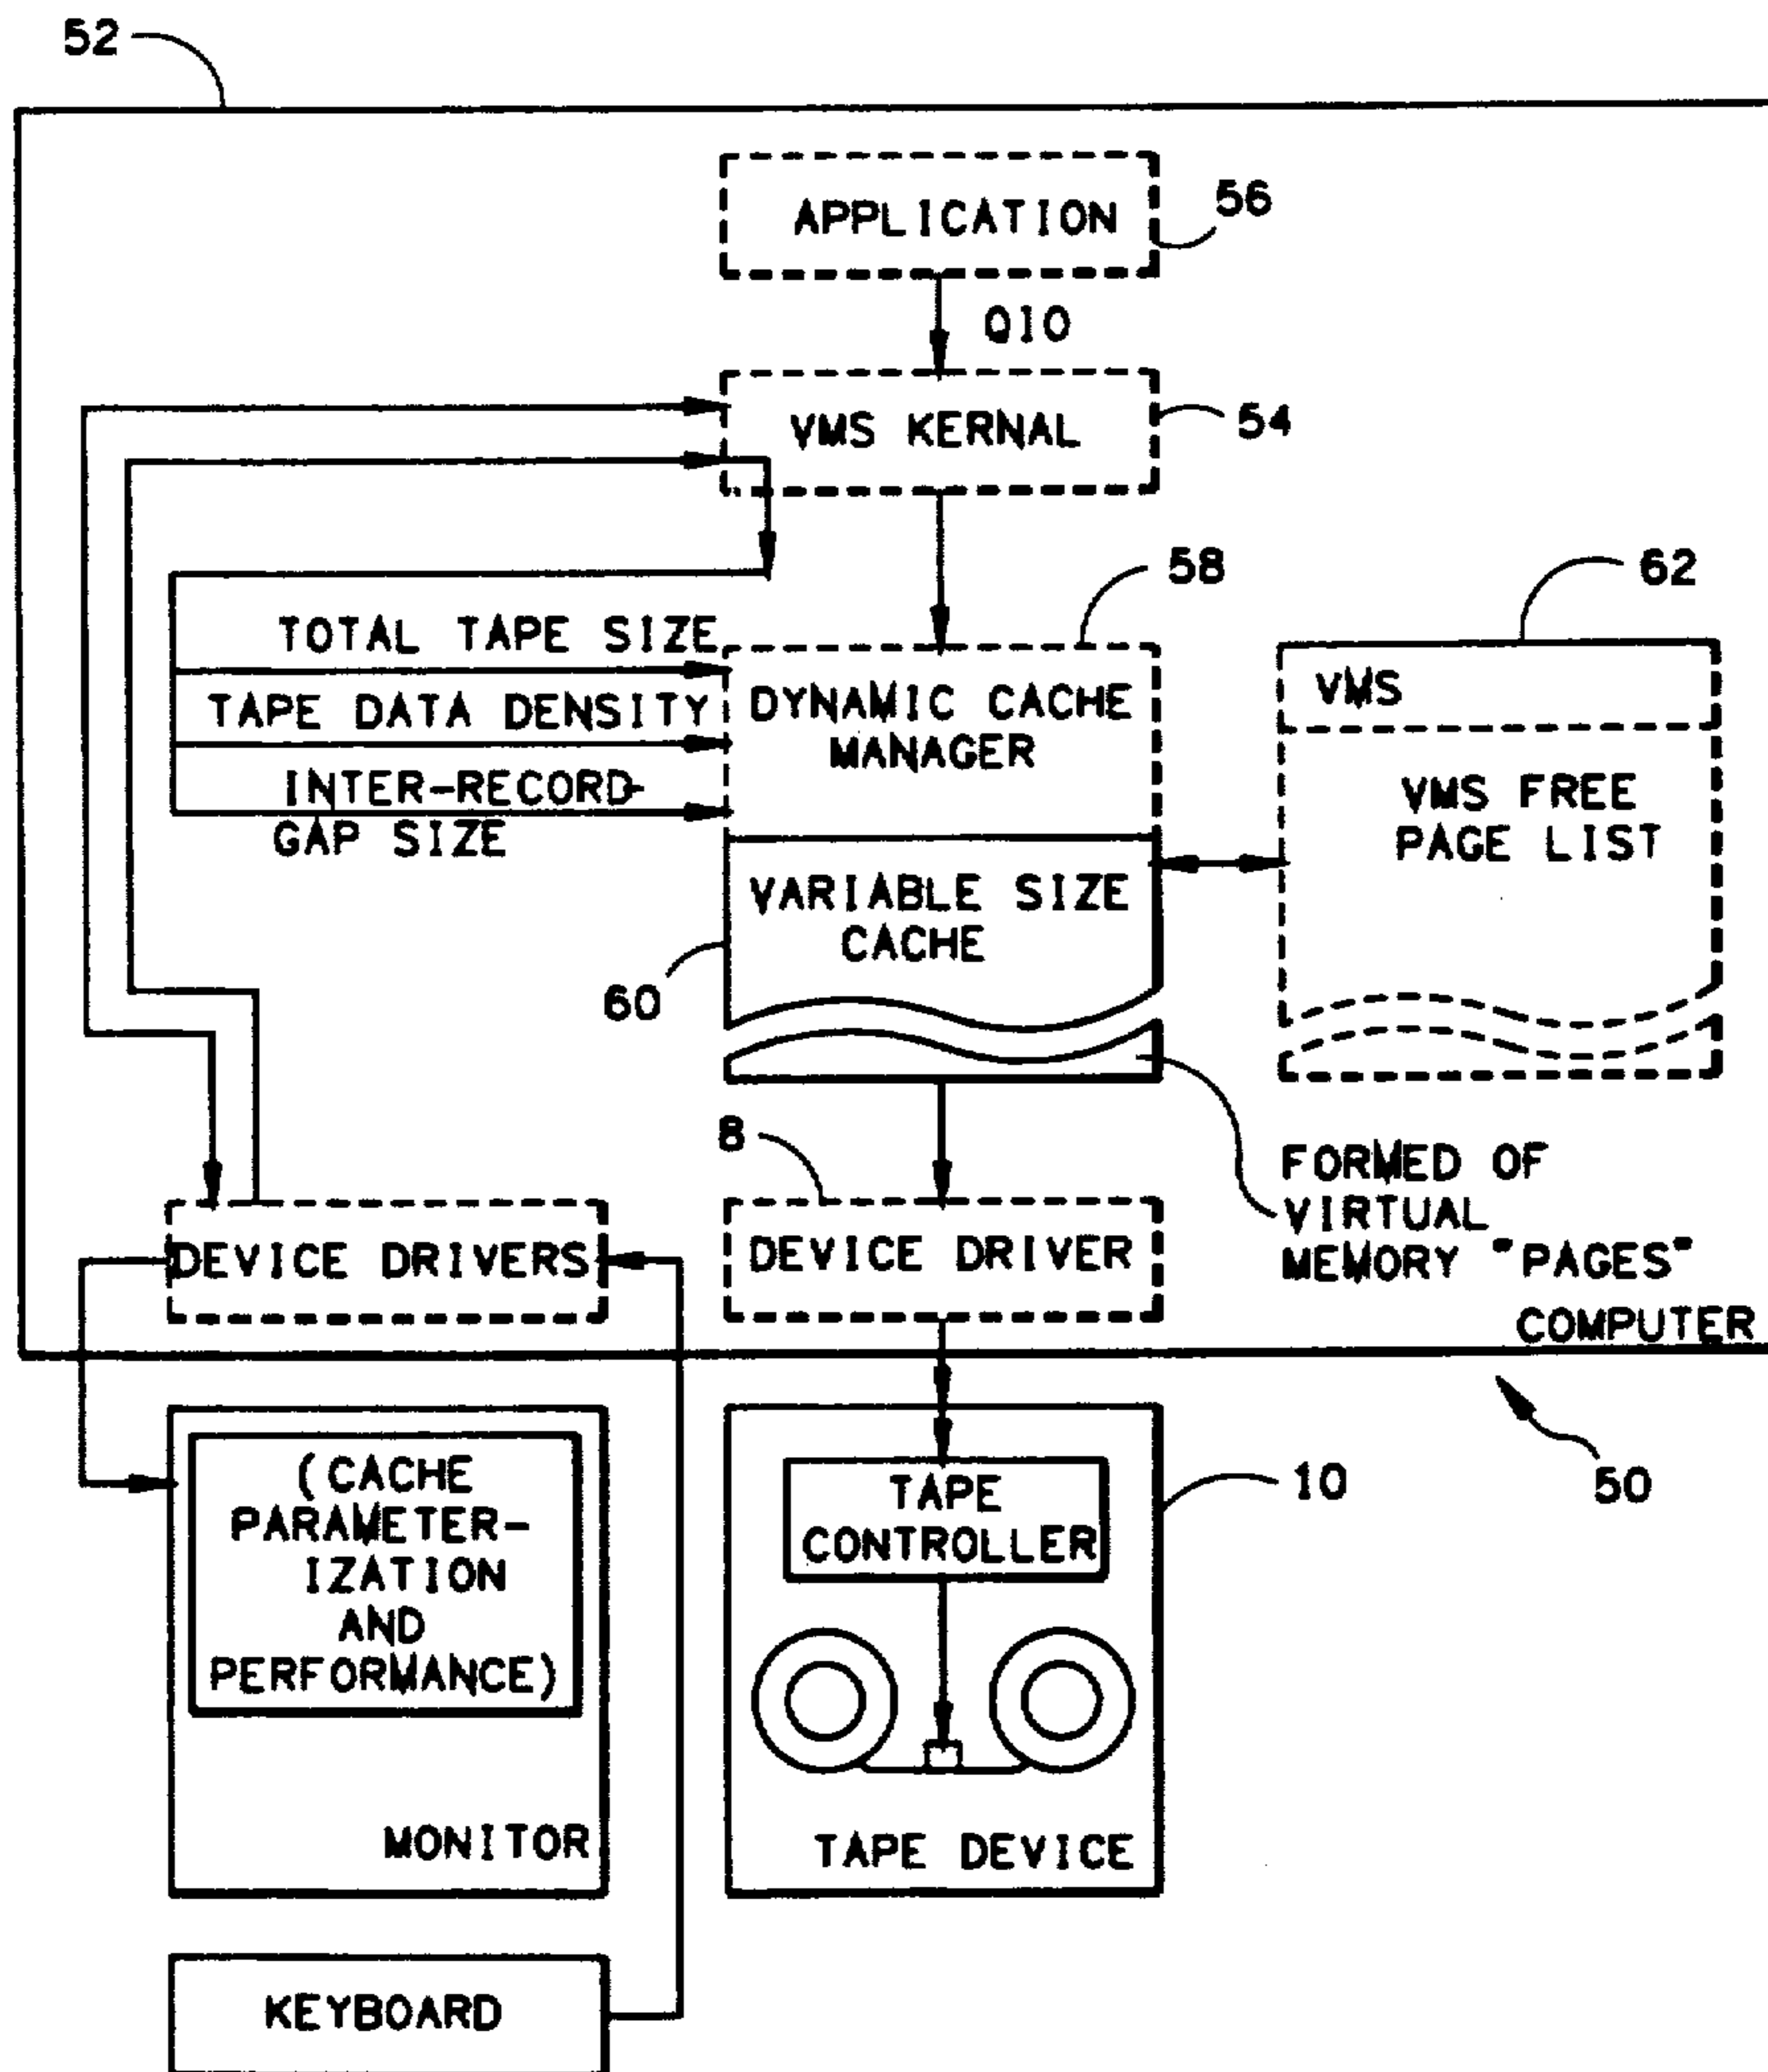 52
APPLICATION
56
QIO
VMS KERNAL
54
58
62
TOTAL TAPE SIZE
TAPE DATA DENSITY
INTER-RECORD-
GAP SIZE
DYNAMIC CACHE
MANAGER
VMS
VMS FREE
PAGE LIST
VARIABLE SIZE
CACHE
60
8
FORMED OF
VIRTUAL
MEMORY "PAGES"
DEVICE DRIVERS
DEVICE DRIVER
COMPUTER
50
(CACHE
PARAMETER-
IZATION
AND
PERFORMANCE)
MONITOR
TAPE
CONTROLLER
10
TAPE DEVICE
KEYBOARD